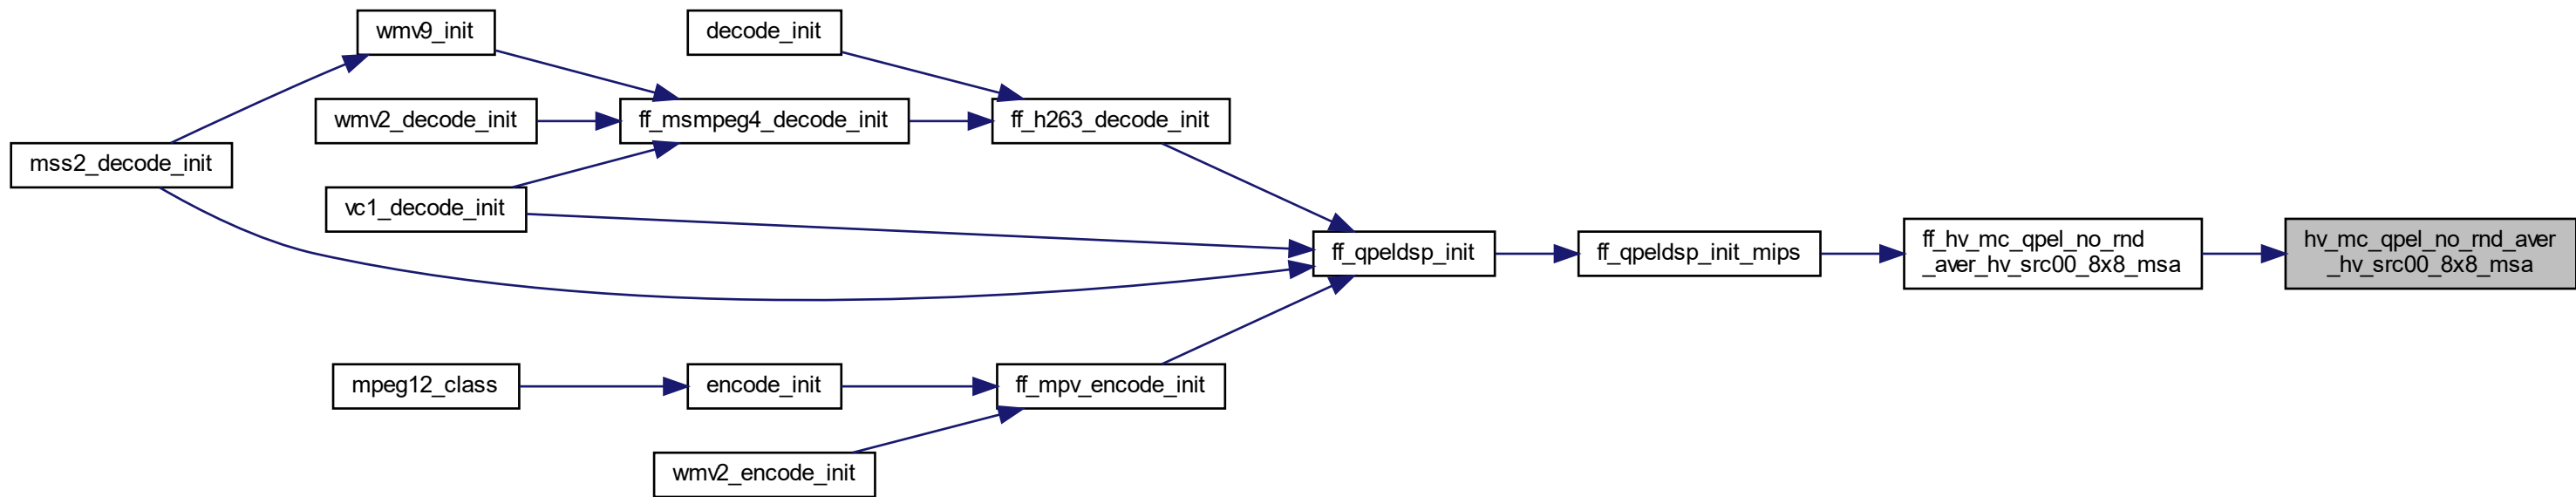 wmv9_init
decode_init
wmv2_decode_init
ff_msmpeg4_decode_init
ff_h263_decode_init
mss2_decode_init
vc1_decode_init
ff_qpeldsp_init
ff_qpeldsp_init_mips
ff_hv_mc_qpel_no_rnd
_aver_hv_src00_8x8_msa
hv_mc_qpel_no_rnd_aver
_hv_src00_8x8_msa
mpeg12_class
encode_init
ff_mpv_encode_init
wmv2_encode_init